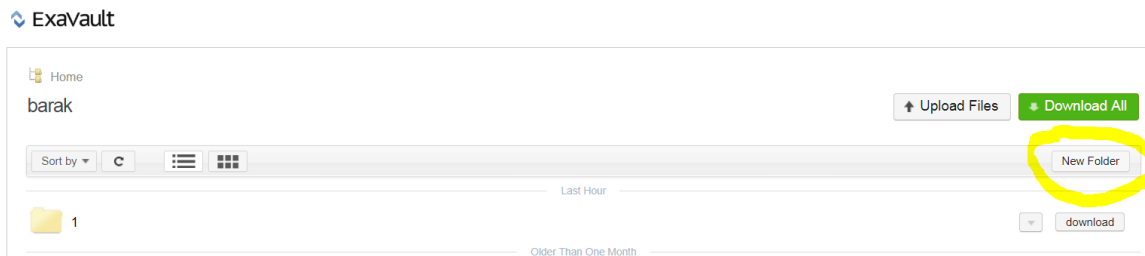 ExaVault
Home
barak
Upload Files
Download All
Sort by
New Folder
Last Hour
1
download
Older Than One Month